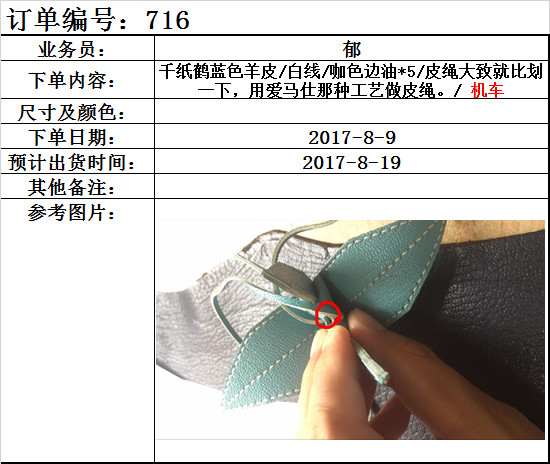 订单编号：716
业务员： 郁
下单内容： 千纸鹤蓝色羊皮/白线/咖色边油*5/皮绳大致就比划
一下，用爱马仕那种工艺做皮绳。/ 机车
尺寸及颜色：
下单日期： 2017-8-9
预计出货时间： 2017-8-19
其他备注：
参考图片：